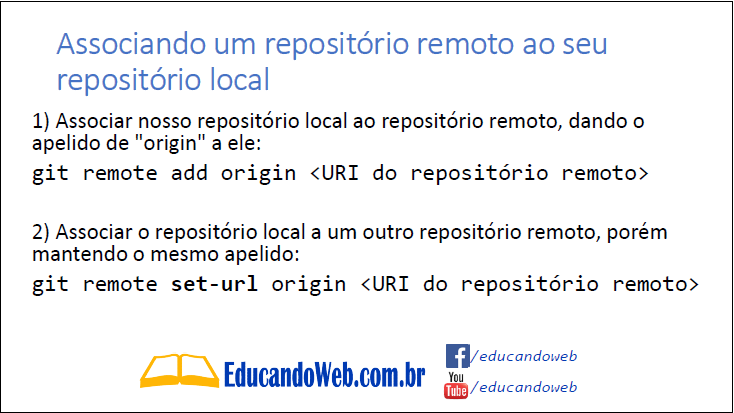 Associando um repositório remoto ao seu
repositório local
1) Associar nosso repositório local ao repositório remoto, dando o
apelido de "origin" a ele:
git remote add origin <URI do repositório remoto>
2) Associar o repositório local a um outro repositório remoto, porém
mantendo o mesmo apelido:
git remote set-url origin <URI do repositório remoto>
EducandoWeb.com.br
f /educandoweb
You
Tube /educandoweb